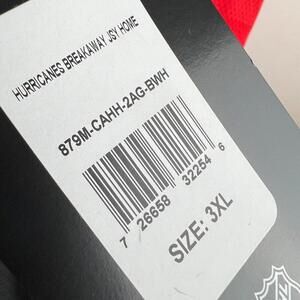 HURRICANES BREAKAWAY JSY HOME
879M-CAHH-2AG-BWH
7 26658 32254 6
SIZE: 3XL